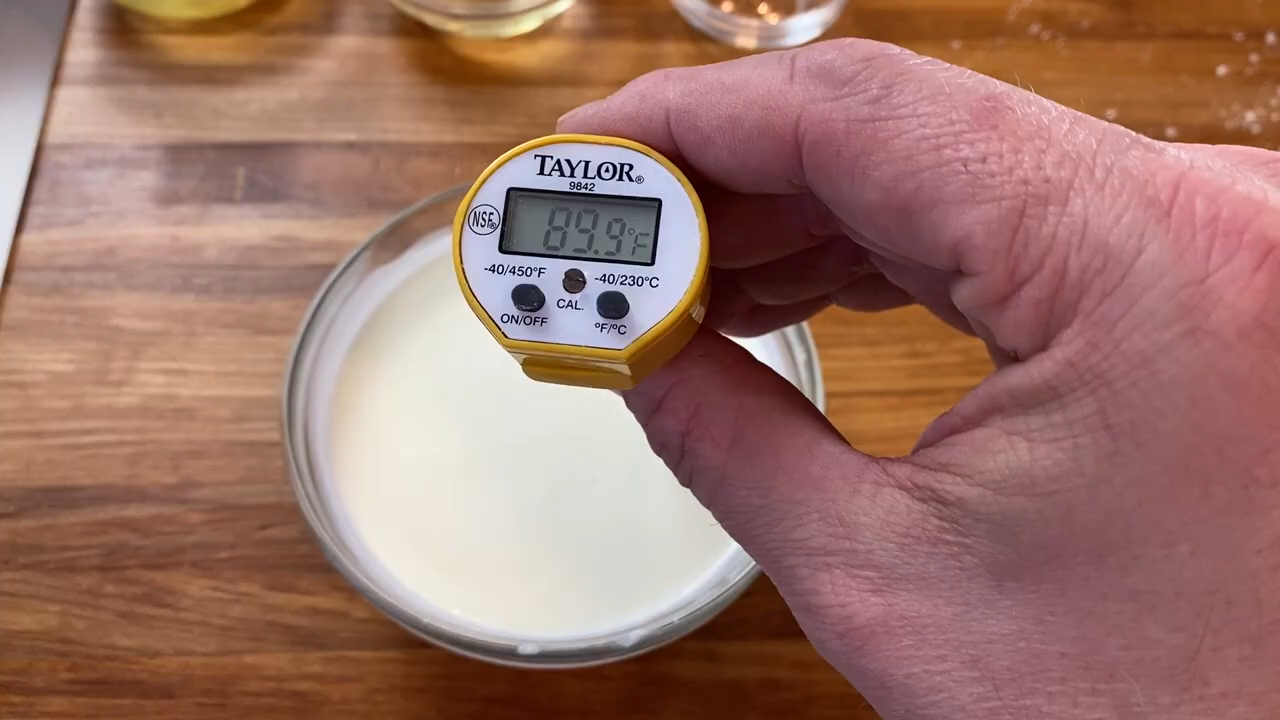 TAYLOR®
9842
NSF®
89.9°F
-40/450°F
-40/230°C
CAL.
ON/OFF
°F/°C